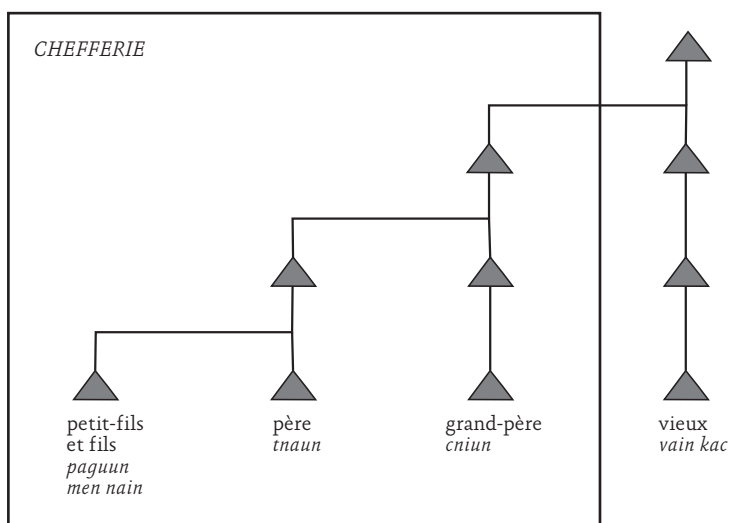 CHEFFERIE
petit-fils
et fils
paguun
men nain
père
tnaun
grand-père
cniun
vieux
vain kac